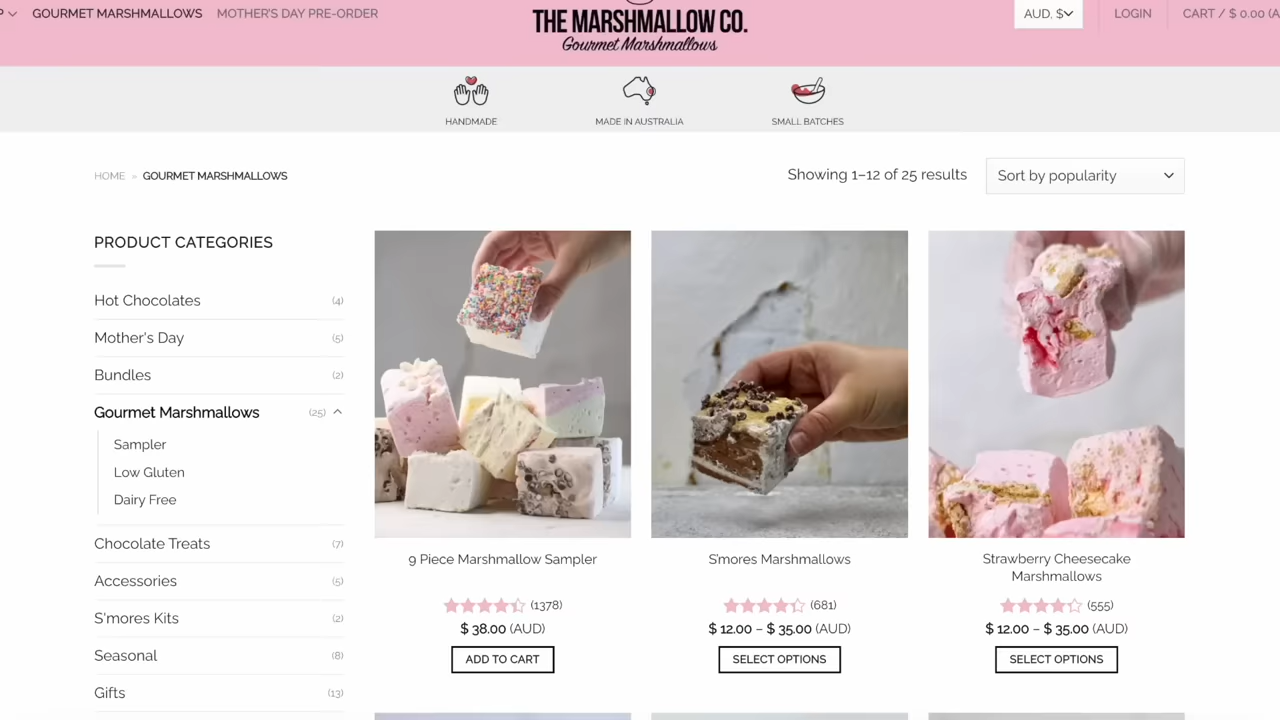 P
GOURMET MARSHMALLOWS
MOTHER'S DAY PRE-ORDER
THE MARSHMALLOW CO.
Gourmet Marshmallows
AUD, $
LOGIN
CART / $ 0.00 (A
HANDMADE
MADE IN AUSTRALIA
SMALL BATCHES
HOME » GOURMET MARSHMALLOWS
Showing 1–12 of 25 results
Sort by popularity
PRODUCT CATEGORIES
Hot Chocolates (4)
Mother's Day (5)
Bundles (2)
Gourmet Marshmallows (25)
Sampler
Low Gluten
Dairy Free
Chocolate Treats (7)
Accessories (5)
S'mores Kits (2)
Seasonal (8)
Gifts (13)
9 Piece Marshmallow Sampler
(1378)
$ 38.00 (AUD)
ADD TO CART
S'mores Marshmallows
(681)
$ 12.00 – $ 35.00 (AUD)
SELECT OPTIONS
Strawberry Cheesecake
Marshmallows
(555)
$ 12.00 – $ 35.00 (AUD)
SELECT OPTIONS